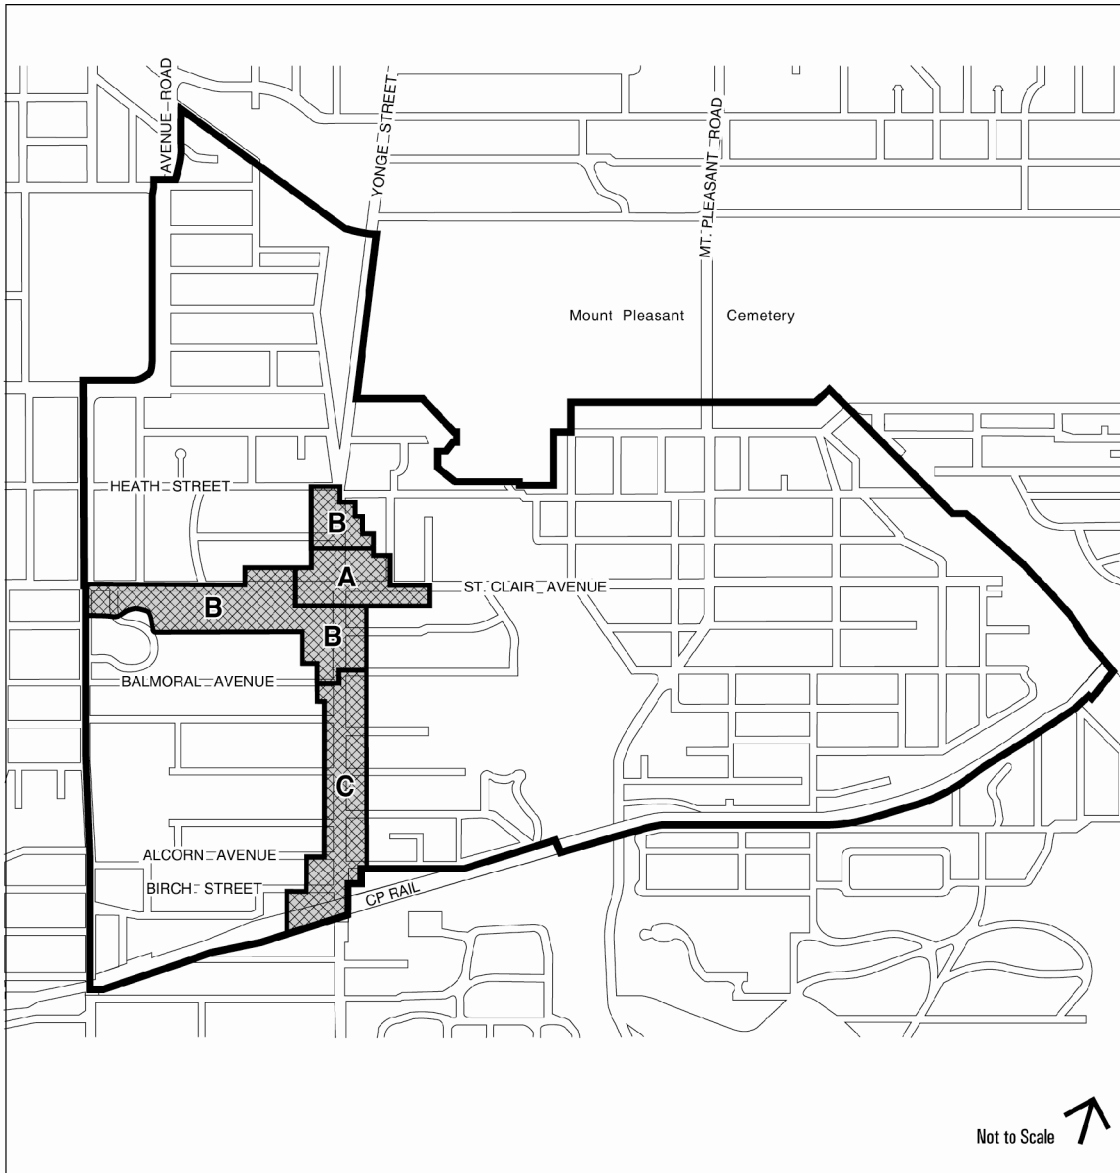 AVENUE ROAD
YONGE STREET
MT. PLEASANT ROAD
Mount Pleasant Cemetery
HEATH STREET
B
A
ST. CLAIR AVENUE
B
B
BALMORAL AVENUE
C
ALCORN AVENUE
BIRCH STREET
CP RAIL
Not to Scale